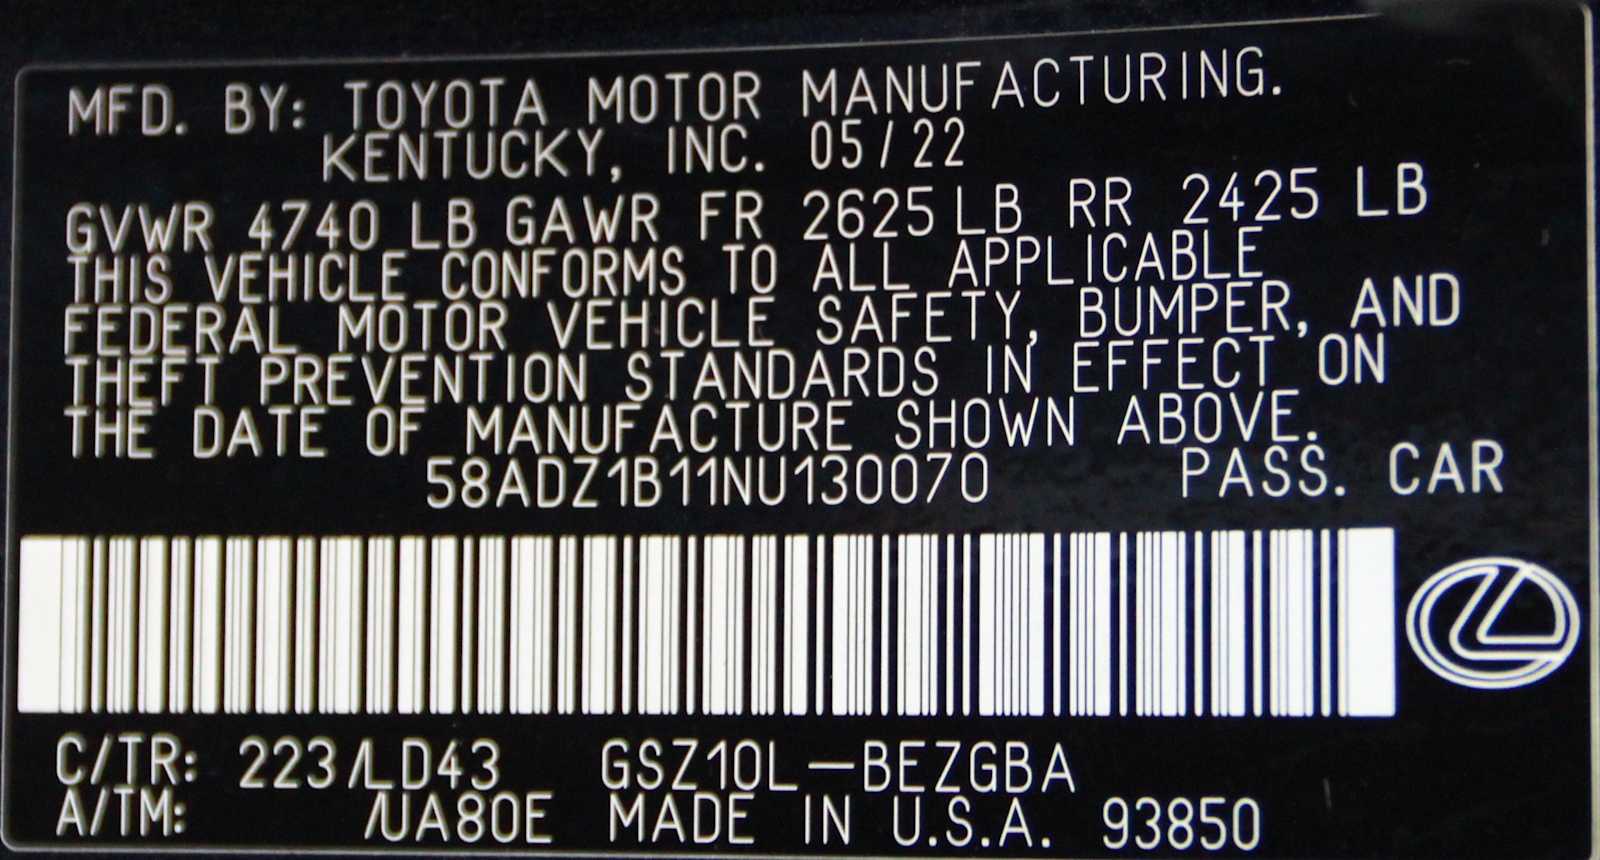 MFD. BY: TOYOTA MOTOR MANUFACTURING.
KENTUCKY, INC. 05/22
GVWR 4740 LB GAWR FR 2625 LB RR 2425 LB
THIS VEHICLE CONFORMS TO ALL APPLICABLE
FEDERAL MOTOR VEHICLE SAFETY, BUMPER, AND
THEFT PREVENTION STANDARDS IN EFFECT ON
THE DATE OF MANUFACTURE SHOWN ABOVE.
58ADZ1B11NU130070 PASS. CAR
C/TR: 223/LD43 GSZ10L-BEZGBA
A/TM: /UA80E MADE IN U.S.A. 93850